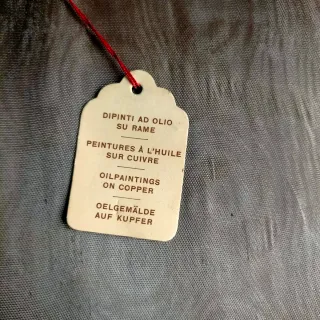 DIPINTI AD OLIO
SU RAME
PEINTURES À L'HUILE
SUR CUIVRE
OILPAINTINGS
ON COPPER
OELGEMÄLDE
AUF KUPFER